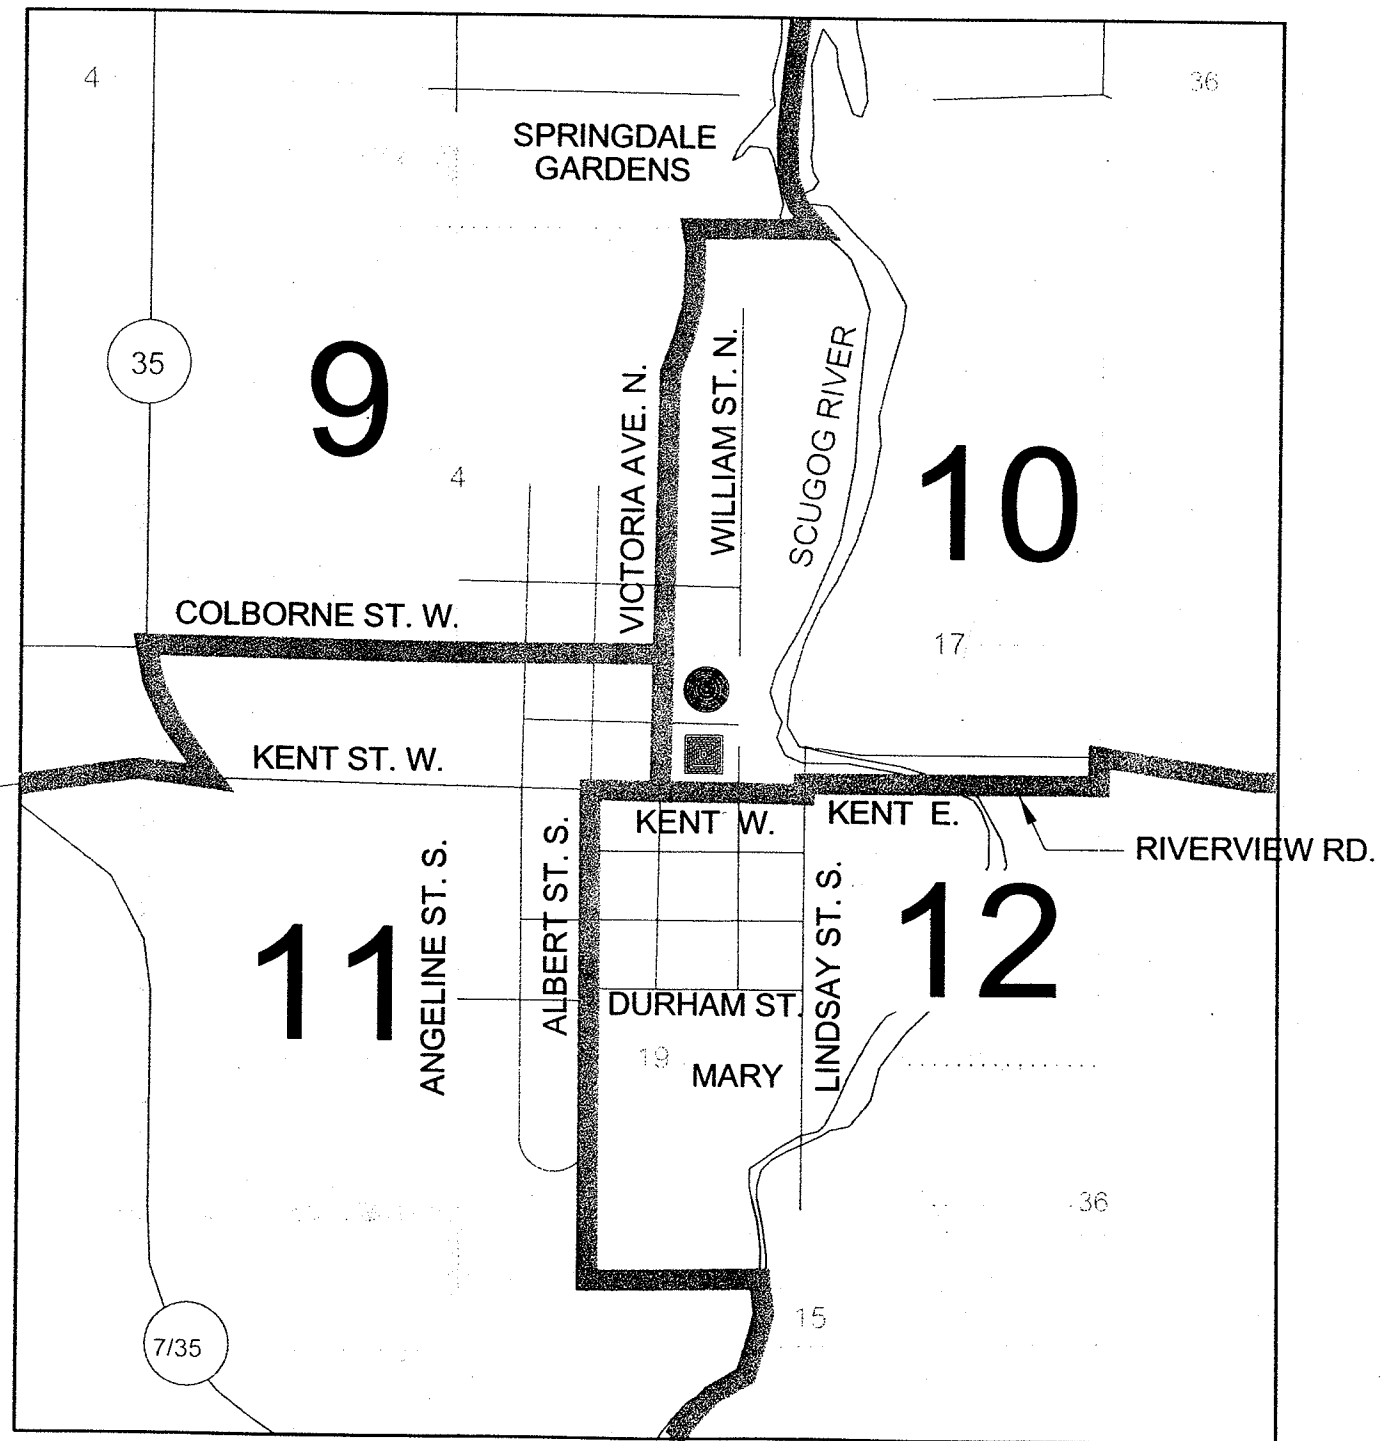 4
36
SPRINGDALE
GARDENS
35
9
VICTORIA AVE. N.
WILLIAM ST. N.
SCUGOG RIVER
10
4
COLBORNE ST. W.
17
KENT ST. W.
KENT W.
KENT E.
RIVERVIEW RD.
11
ANGELINE ST. S.
ALBERT ST. S.
LINDSAY ST. S.
12
DURHAM ST.
19
MARY
36
15
7/35